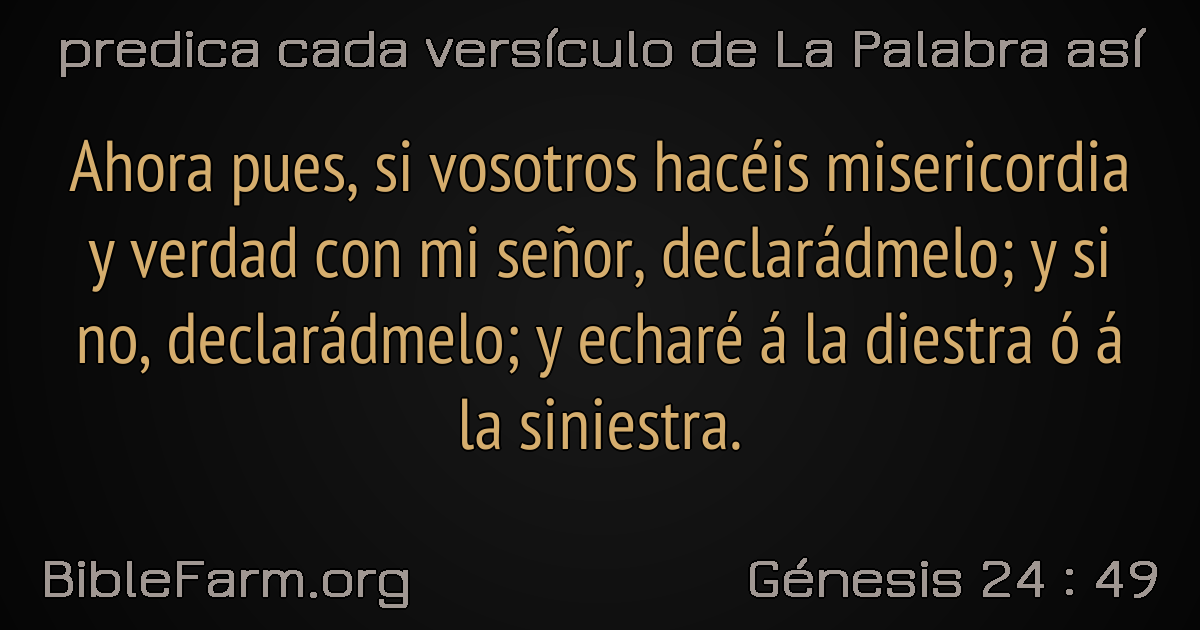 predica cada versículo de La Palabra así
Ahora pues, si vosotros hacéis misericordia
y verdad con mi señor, declarádmelo; y si
no, declarádmelo; y echaré á la diestra ó á
la siniestra.
BibleFarm.org
Génesis 24 : 49